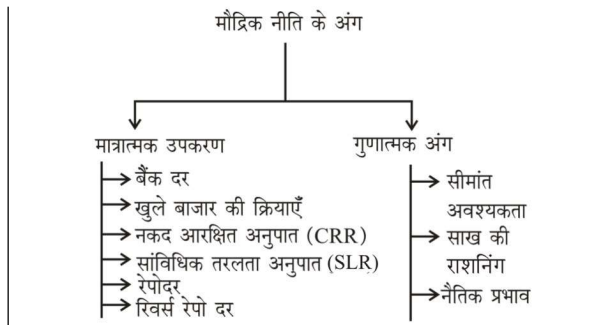 मौद्रिक नीति के अंग
मात्रात्मक उपकरण
बैंक दर
खुले बाजार की क्रियाएँ
नकद आरक्षित अनुपात (CRR)
सांविधिक तरलता अनुपात (SLR)
रेपोदर
रिवर्स रेपो दर
गुणात्मक अंग
सीमांत
अवश्यकता
साख की
राशनिंग
नैतिक प्रभाव